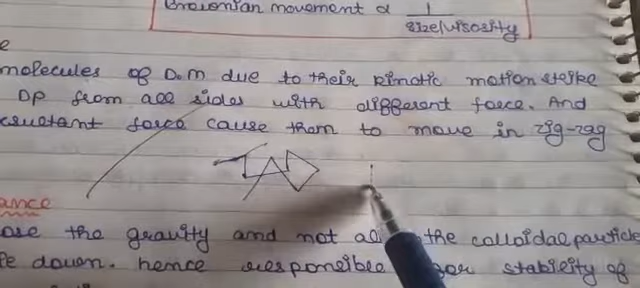 Brownian movement α 1
size/viscosity
e
molecules of D.M due to their kinetic motion strike
DP from all sides with different force. And
force cause them to move in zig-zag
ance
the gravity and not the colloidal particle
down. hence responsible for stability of